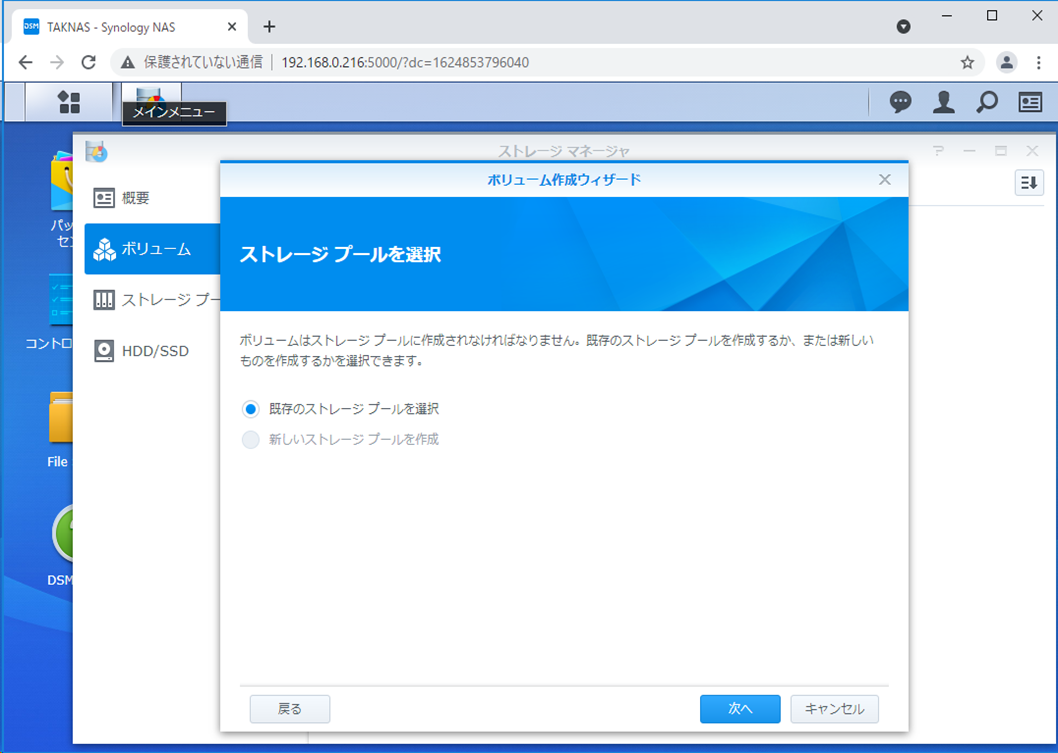 DSM TAKNAS - Synology NAS
保護されていない通信 192.168.0.216:5000/?dc=1624853796040
メインメニュー
ストレージ マネージャ
パッ
セン
コントロ
File
DSM
概要
ボリューム
ストレージ プー
HDD/SSD
ボリューム作成ウィザード
ストレージ プールを選択
ボリュームはストレージ プールに作成されなければなりません。既存のストレージ プールを作成するか、または新しい
ものを作成するかを選択できます。
既存のストレージ プールを選択
新しいストレージ プールを作成
戻る
次へ
キャンセル